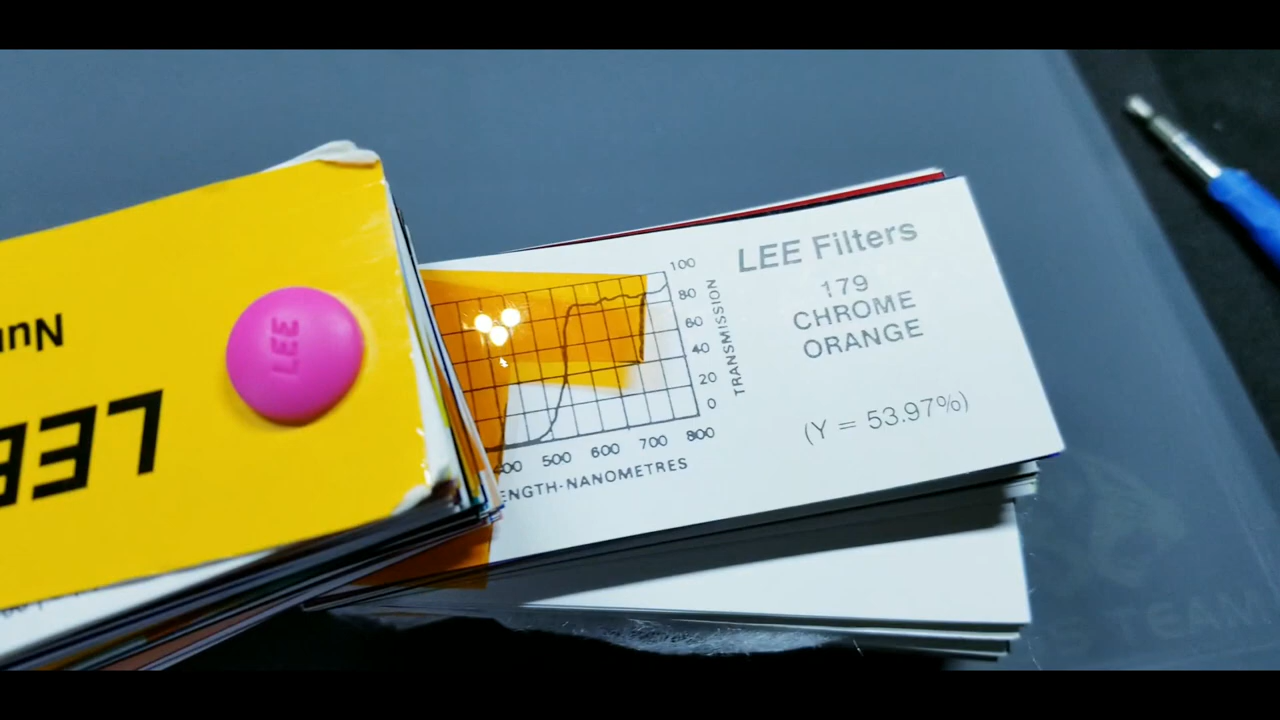 LEE Filters
179
CHROME
ORANGE
(Y = 53.97%)
100
80
60
40
20
0
TRANSMISSION
500 600 700 800
ENGTH-NANOMETRES
LEE
LEE
TEAM